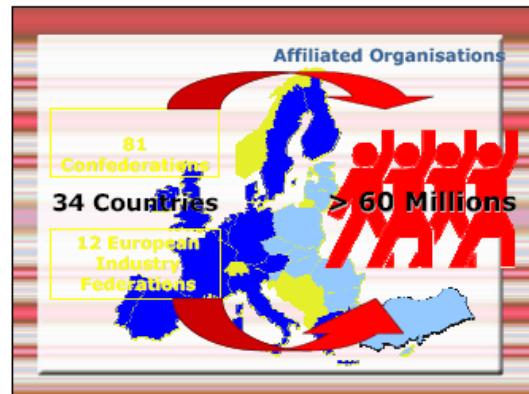 Affiliated Organisations
81
Confederations
34 Countries
> 60 Millions
12 European
Industry
Federations